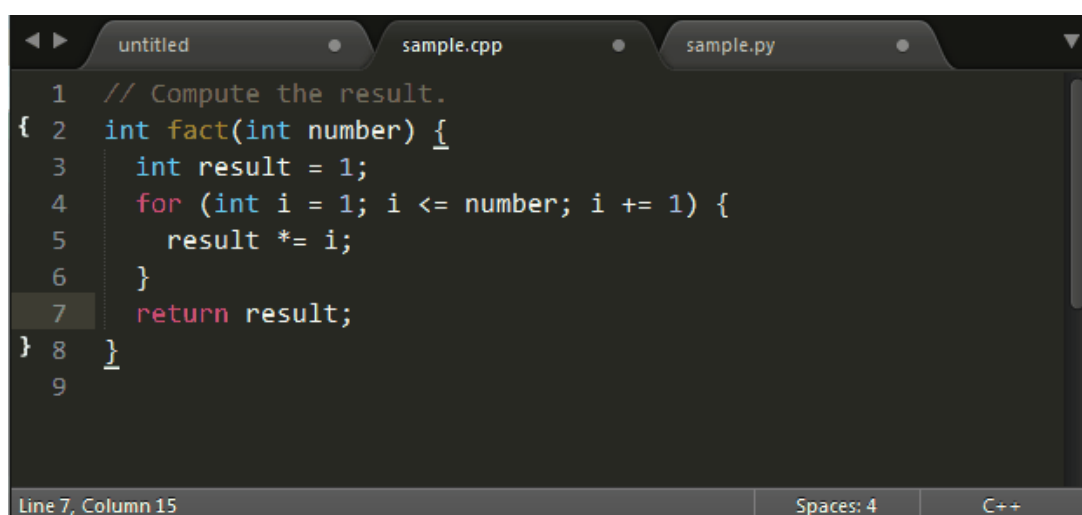 untitled sample.cpp sample.py
1 // Compute the result.
{ 2 int fact(int number) {
3   int result = 1;
4   for (int i = 1; i <= number; i += 1) {
5     result *= i;
6   }
7   return result;
} 8 }
9
Line 7, Column 15 Spaces: 4 C++